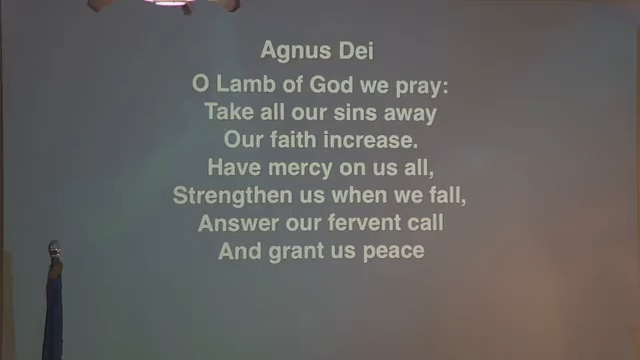 Agnus Dei
O Lamb of God we pray:
Take all our sins away
Our faith increase.
Have mercy on us all,
Strengthen us when we fall,
Answer our fervent call
And grant us peace